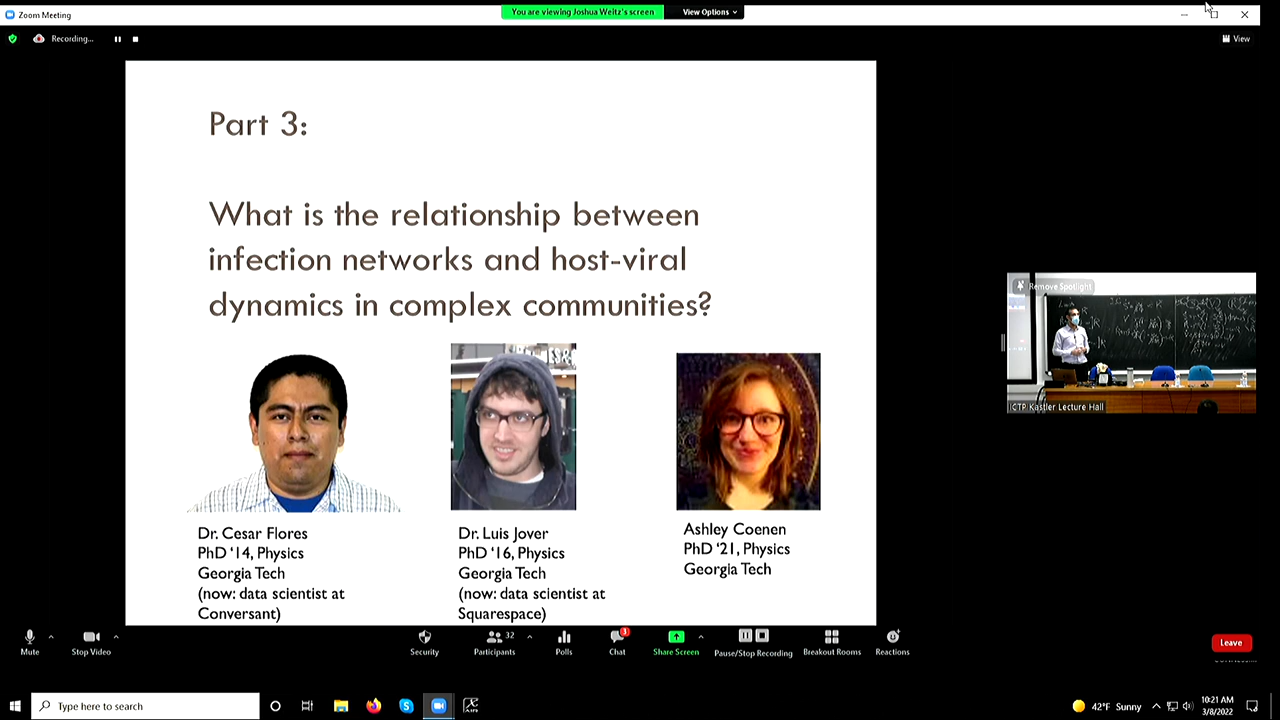 Zoom Meeting
You are viewing Joshua Weitz's screen
View Options
Recording...
View
Part 3:
What is the relationship between
infection networks and host-viral
dynamics in complex communities?
Remove Spotlight
ICTP Kastler Lecture Hall
Dr. Cesar Flores
PhD ‘14, Physics
Georgia Tech
(now: data scientist at
Conversant)
Dr. Luis Jover
PhD ‘16, Physics
Georgia Tech
(now: data scientist at
Squarespace)
Ashley Coenen
PhD ‘21, Physics
Georgia Tech
Mute
Stop Video
Security
32
Participants
Polls
3
Chat
Share Screen
Pause/Stop Recording
Breakout Rooms
Reactions
Leave
Type here to search
42°F Sunny
10:21 AM
3/8/2022